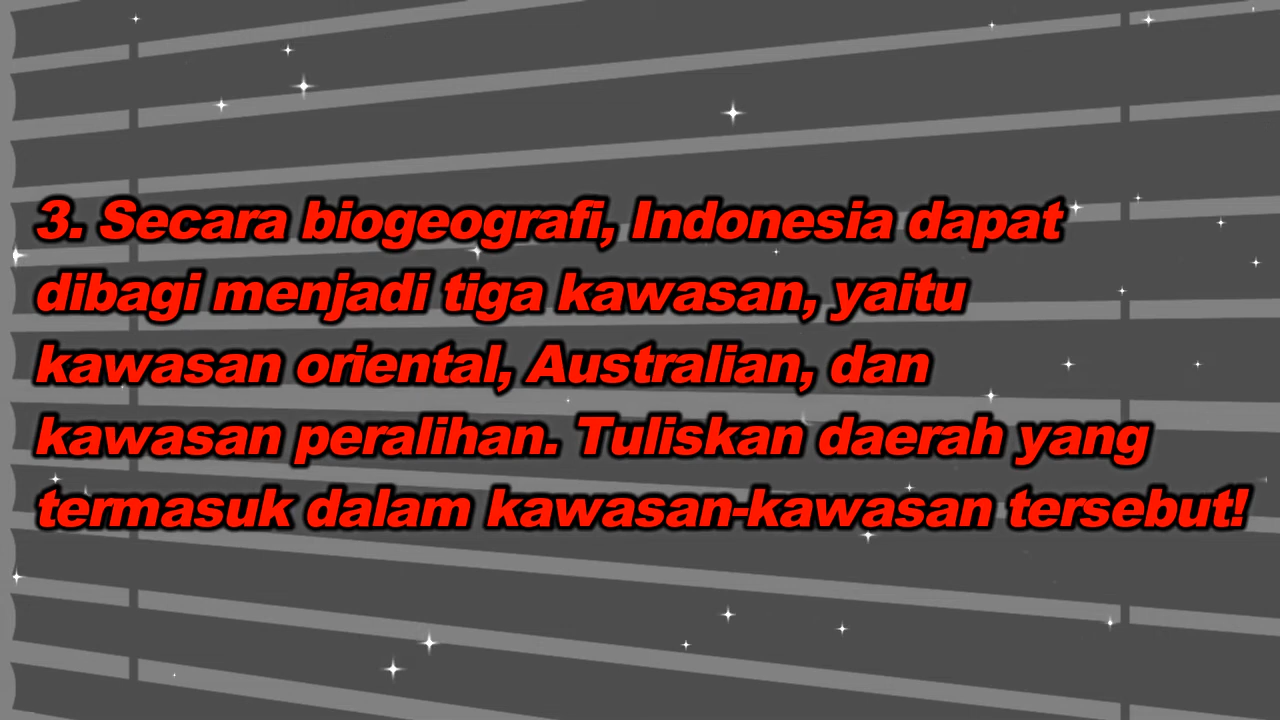 3. Secara biogeografi, Indonesia dapat
dibagi menjadi tiga kawasan, yaitu
kawasan oriental, Australian, dan
kawasan peralihan. Tuliskan daerah yang
termasuk dalam kawasan-kawasan tersebut!